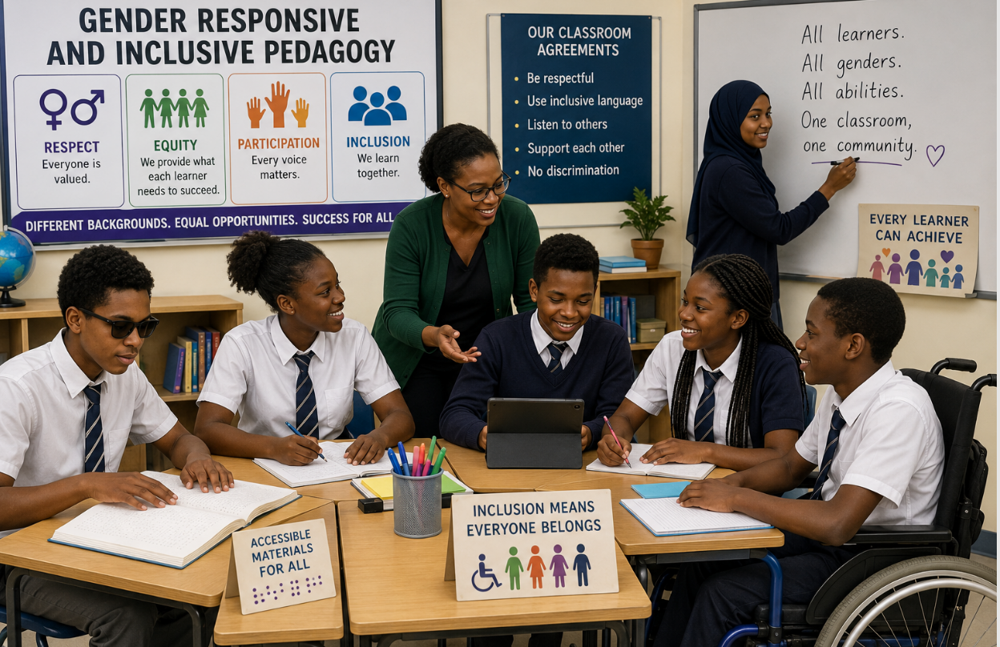 GENDER RESPONSIVE
AND INCLUSIVE PEDAGOGY
RESPECT
Everyone is
valued.
EQUITY
We provide what
each learner
needs to succeed.
PARTICIPATION
Every voice
matters.
INCLUSION
We learn
together.
DIFFERENT BACKGROUNDS. EQUAL OPPORTUNITIES. SUCCESS FOR ALL
OUR CLASSROOM
AGREEMENTS
• Be respectful
• Use inclusive language
• Listen to others
• Support each other
• No discrimination
All learners.
All genders.
All abilities.
One classroom,
one community.
EVERY LEARNER
CAN ACHIEVE
ACCESSIBLE
MATERIALS
FOR ALL
INCLUSION MEANS
EVERYONE BELONGS